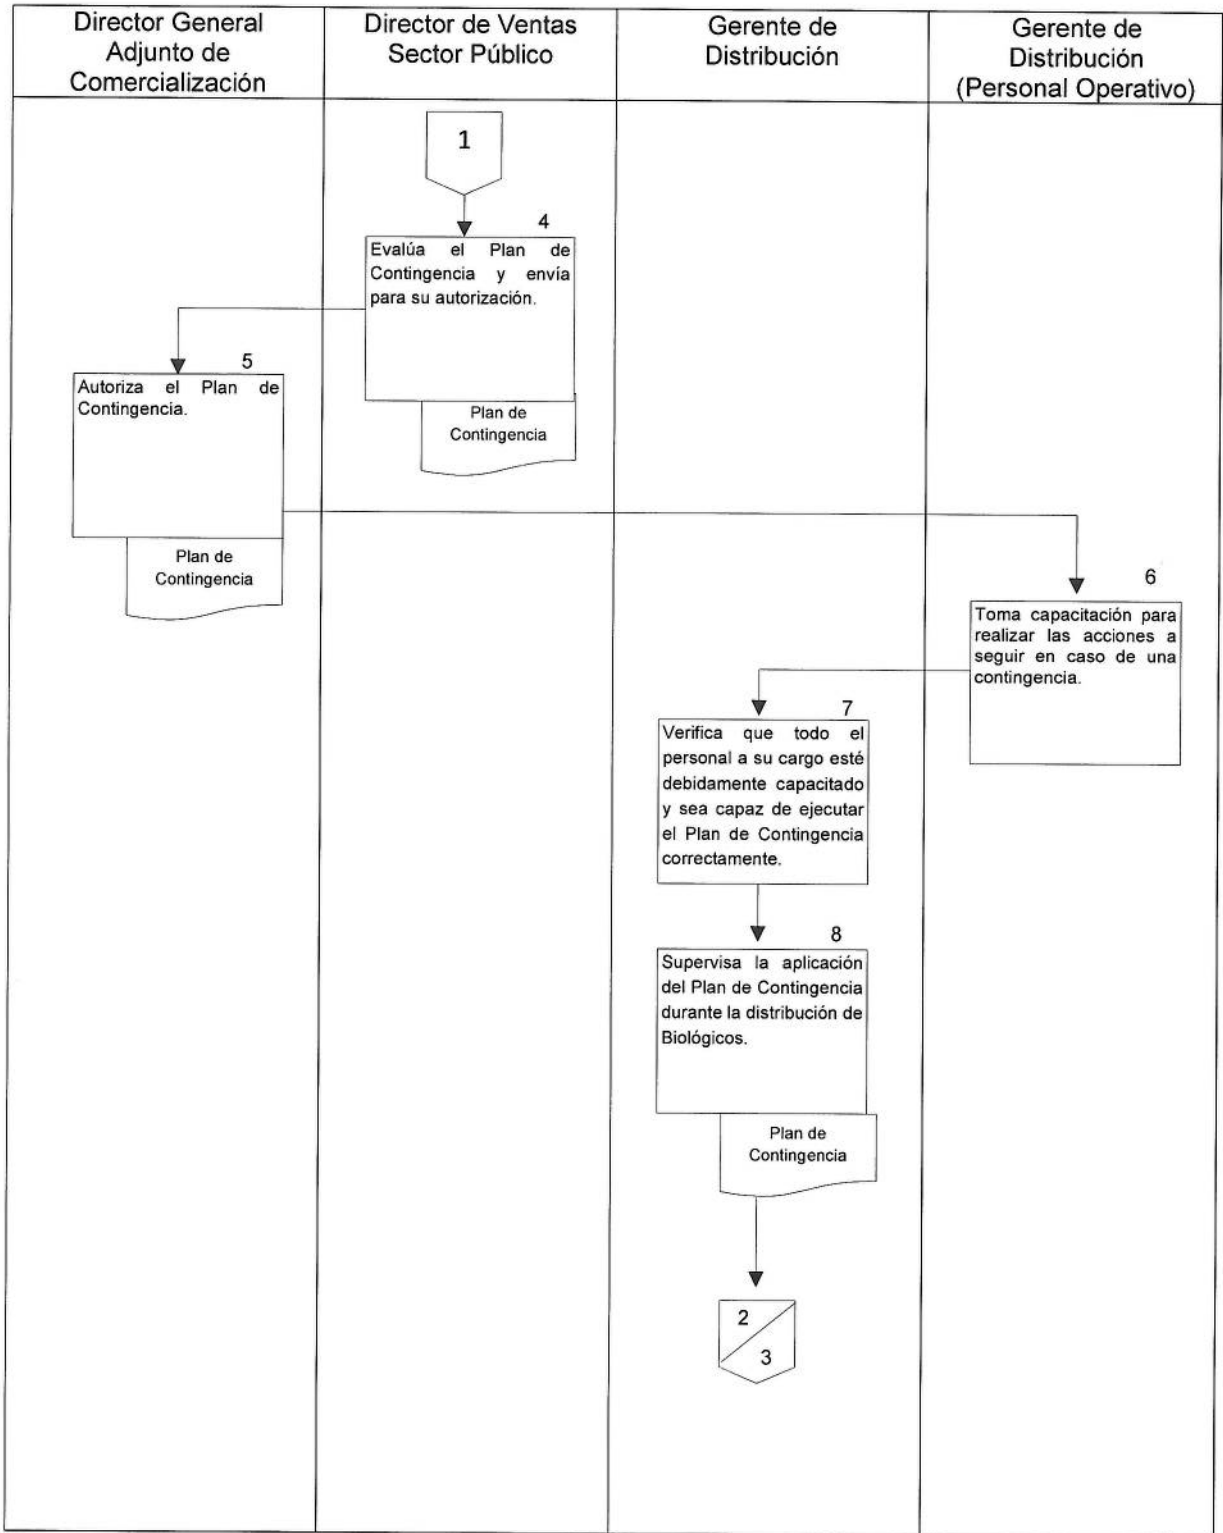 Director General
Adjunto de
Comercialización
Director de Ventas
Sector Público
Gerente de
Distribución
Gerente de
Distribución
(Personal Operativo)
1
4
Evalúa el Plan de
Contingencia y envía
para su autorización.
Plan de
Contingencia
5
Autoriza el Plan de
Contingencia.
Plan de
Contingencia
6
Toma capacitación para
realizar las acciones a
seguir en caso de una
contingencia.
7
Verifica que todo el
personal a su cargo esté
debidamente capacitado
y sea capaz de ejecutar
el Plan de Contingencia
correctamente.
8
Supervisa la aplicación
del Plan de Contingencia
durante la distribución de
Biológicos.
Plan de
Contingencia
2
3